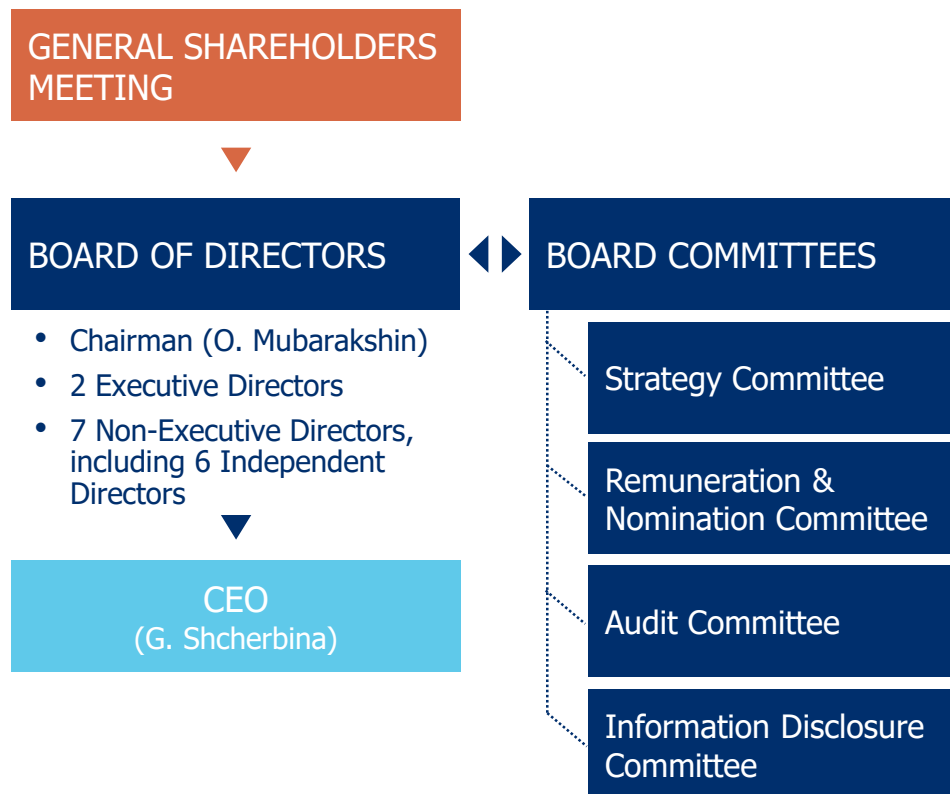 GENERAL SHAREHOLDERS
MEETING
BOARD OF DIRECTORS
• Chairman (O. Mubarakshin)
• 2 Executive Directors
• 7 Non-Executive Directors,
including 6 Independent
Directors
CEO
(G. Shcherbina)
BOARD COMMITTEES
Strategy Committee
Remuneration &
Nomination Committee
Audit Committee
Information Disclosure
Committee